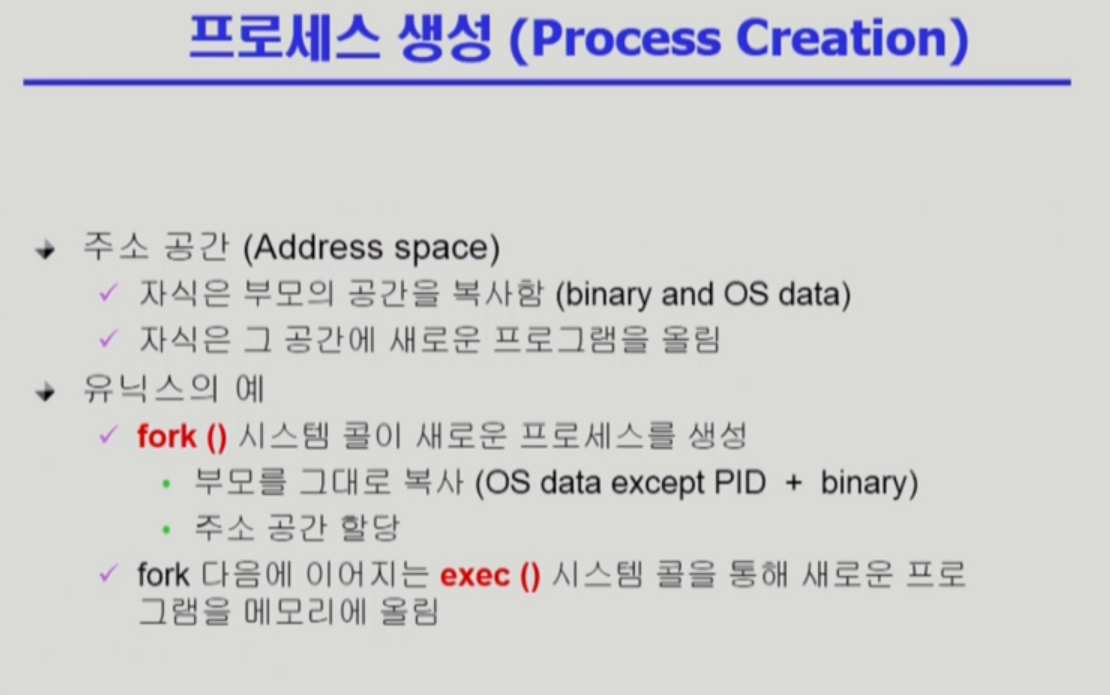 프로세스 생성 (Process Creation)
주소 공간 (Address space)
자식은 부모의 공간을 복사함 (binary and OS data)
자식은 그 공간에 새로운 프로그램을 올림
유닉스의 예
fork () 시스템 콜이 새로운 프로세스를 생성
부모를 그대로 복사 (OS data except PID + binary)
주소 공간 할당
fork 다음에 이어지는 exec () 시스템 콜을 통해 새로운 프로
그램을 메모리에 올림